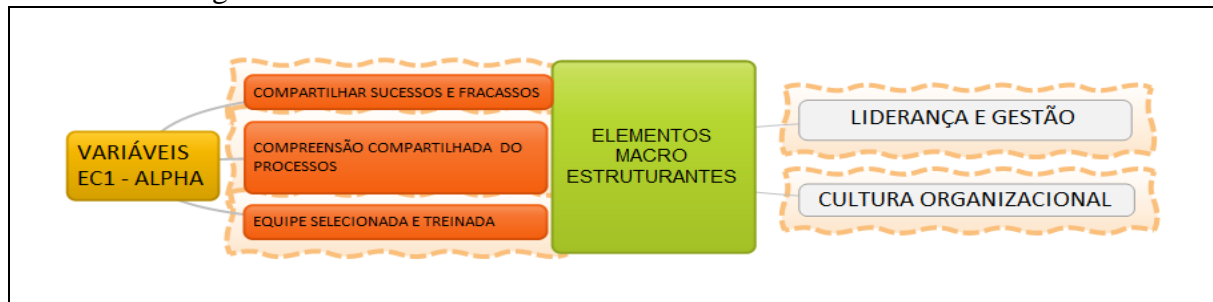 VARIÁVEIS
EC1 - ALPHA
COMPARTILHAR SUCESSOS E FRACASSOS
COMPREENSÃO COMPARTILHADA DO
PROCESSOS
EQUIPE SELECIONADA E TREINADA
ELEMENTOS
MACRO
ESTRUTURANTES
LIDERANÇA E GESTÃO
CULTURA ORGANIZACIONAL